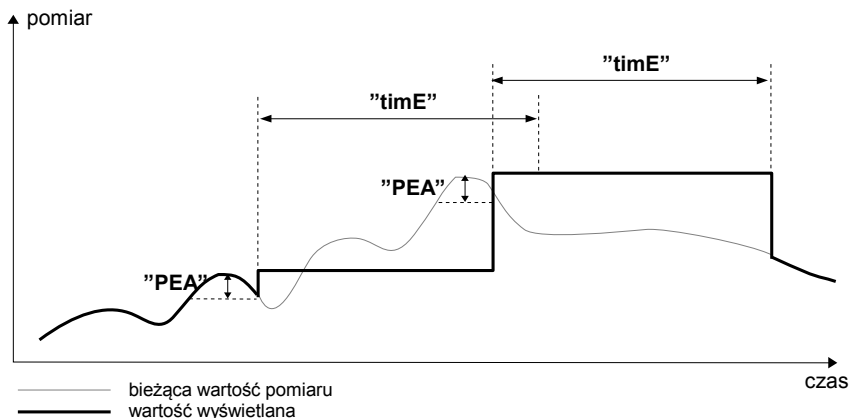 pomiar
”timE”
”timE”
”PEA”
”PEA”
czas
bieżąca wartość pomiaru
wartość wyświetlana